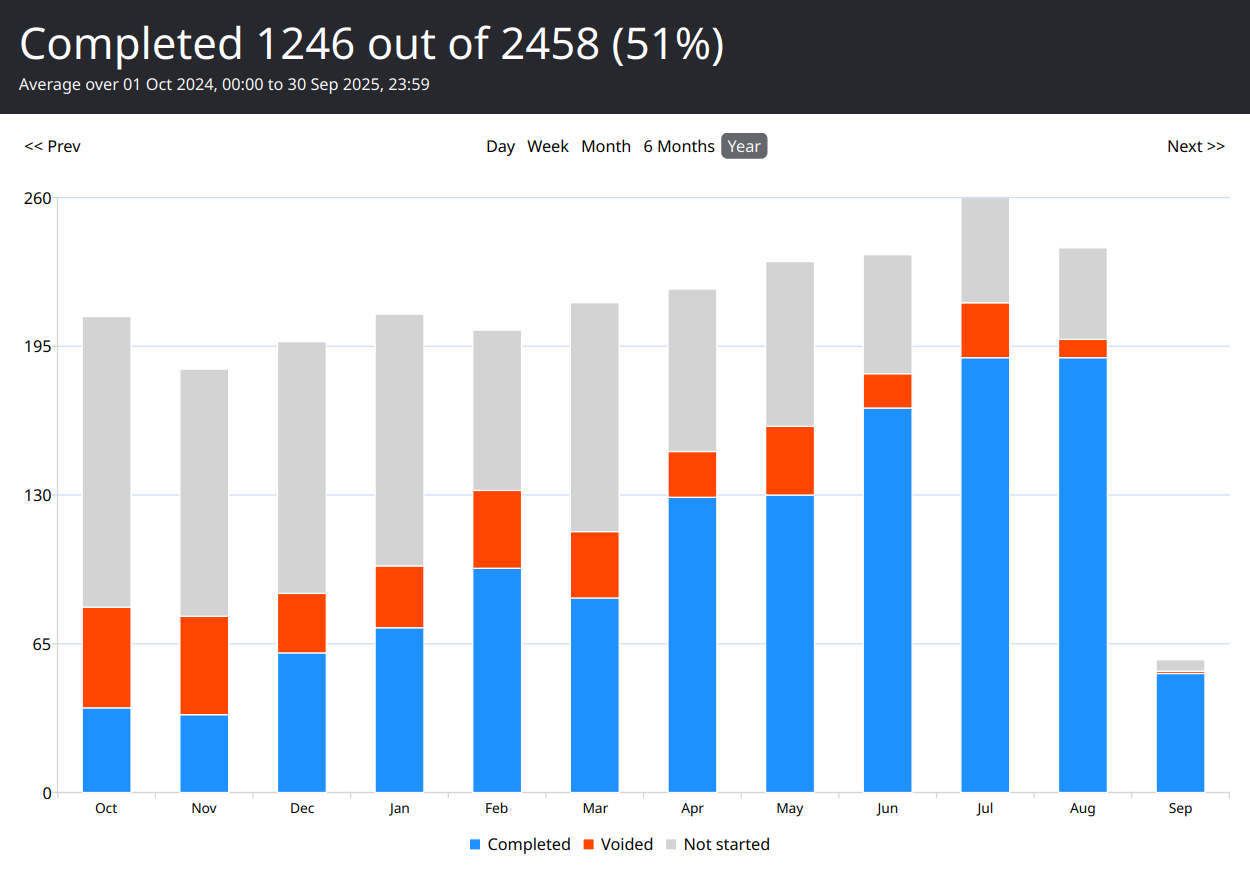 Completed 1246 out of 2458 (51%)
Average over 01 Oct 2024, 00:00 to 30 Sep 2025, 23:59
<< Prev Day Week Month 6 Months Year Next >>
260
195
130
65
0
Oct Nov Dec Jan Feb Mar Apr May Jun Jul Aug Sep
Completed Voided Not started